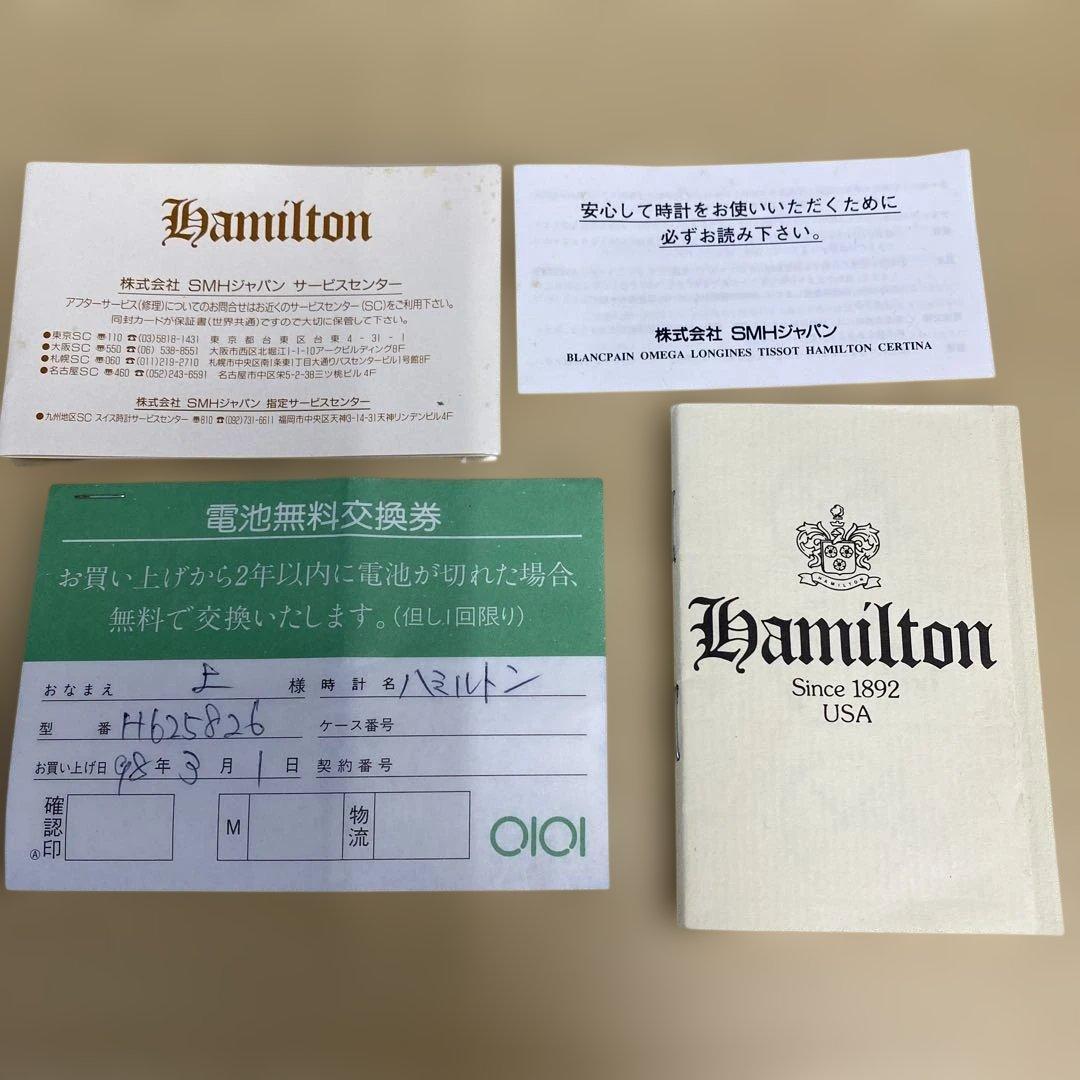 Hamilton
株式会社 SMHジャパン サービスセンター
アフターサービス(修理)についてのお問合せはお近くのサービスセンター(SC)をご利用下さい。
同封カードが保証書(世界共通)ですので大切に保管して下さい。
●東京SC 〠110 ☎(03)5818-1431 東京都台東区台東4-31-1
●大阪SC 〠550 ☎(06) 538-8551 大阪市西区北堀江1-1-10アークビルディング8F
●札幌SC 〠060 ☎(011)219-2710 札幌市中央区南1条東1丁目大通りバスセンタービル1号館8F
●名古屋SC 〠460 ☎(052)243-6591 名古屋市中区栄5-2-38三ツ桃ビル4F
株式会社 SMHジャパン 指定サービスセンター
●九州地区SC スイス時計サービスセンター 〠810 ☎(092)731-6611 福岡市中央区天神3-14-31天神リンデンビル4F
安心して時計をお使いいただくために
必ずお読み下さい。
株式会社 SMHジャパン
BLANCPAIN OMEGA LONGINES TISSOT HAMILTON CERTINA
電池無料交換券
お買い上げから2年以内に電池が切れた場合、
無料で交換いたします。(但し1回限り)
おなまえ 上 様 時計名 ハミルトン
型番 H625826 ケース番号
お買い上げ日 98年3月1日 契約番号
確認印 M 物流
Ⓐ
OIOI
HAMILTON
Hamilton
Since 1892
USA